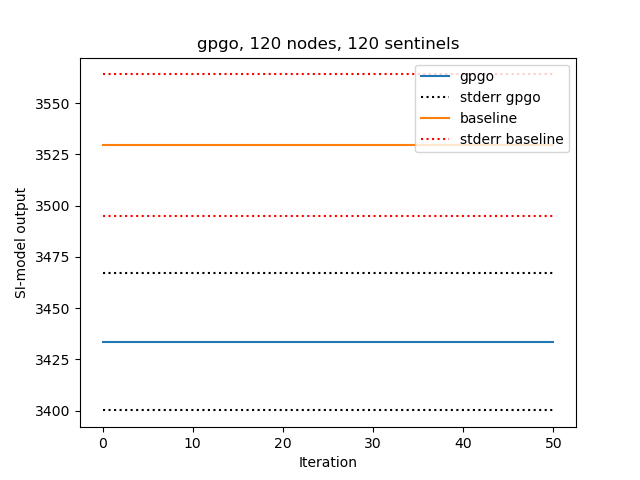 gpgo, 120 nodes, 120 sentinels
gpgo
stderr gpgo
baseline
stderr baseline
3550
3525
3500
3475
3450
3425
3400
SI-model output
0 10 20 30 40 50
Iteration